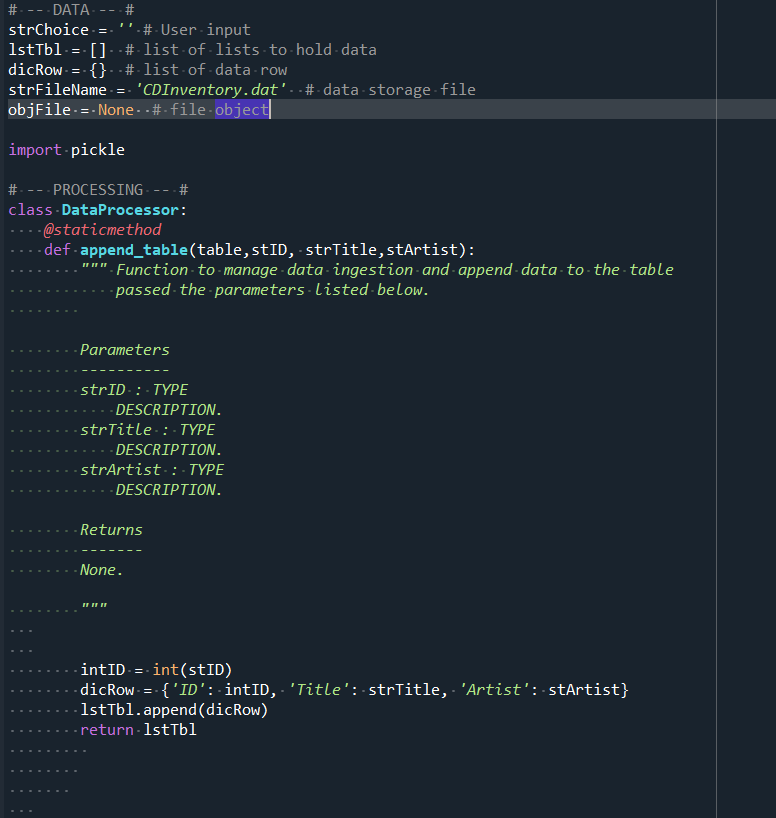 # -- DATA -- #
strChoice = '' # User input
lstTbl = []  # list of lists to hold data
dicRow = {}  # list of data row
strFileName = 'CDInventory.dat'  # data storage file
objFile = None  # file object
import pickle
# -- PROCESSING -- #
class DataProcessor:
    @staticmethod
    def append_table(table,stID, strTitle,stArtist):
        """ Function to manage data ingestion and append data to the table
            passed the parameters listed below.
        Parameters
        ----------
        strID : TYPE
            DESCRIPTION.
        strTitle : TYPE
            DESCRIPTION.
        strArtist : TYPE
            DESCRIPTION.
        Returns
        -------
        None.
        """
        intID = int(stID)
        dicRow = {'ID': intID, 'Title': strTitle, 'Artist': stArtist}
        lstTbl.append(dicRow)
        return lstTbl